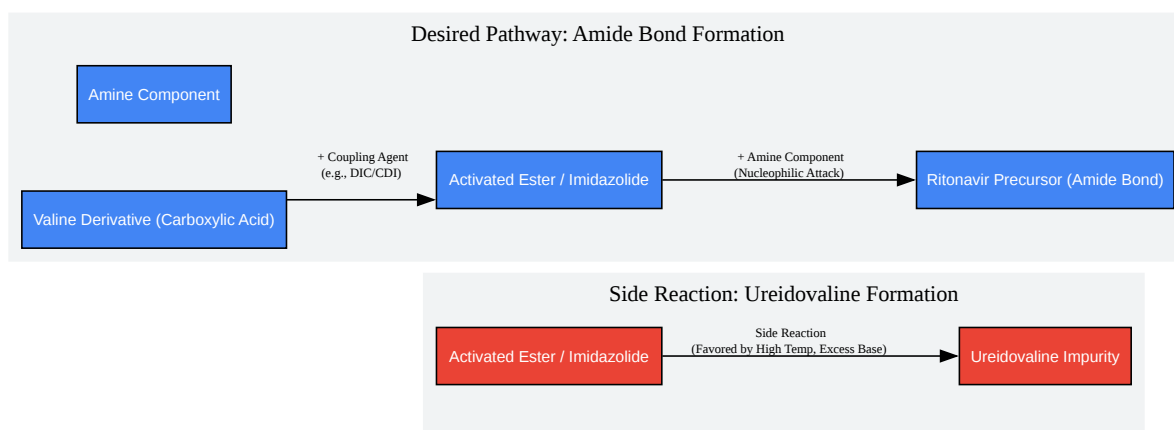 Desired Pathway: Amide Bond Formation
Amine Component
+ Coupling Agent
(e.g., DIC/CDI)
+ Amine Component
(Nucleophilic Attack)
Activated Ester / Imidazolide
Ritonavir Precursor (Amide Bond)
Valine Derivative (Carboxylic Acid)
Side Reaction: Ureidovaline Formation
Activated Ester / Imidazolide
Side Reaction
(Favored by High Temp, Excess Base)
Ureidovaline Impurity